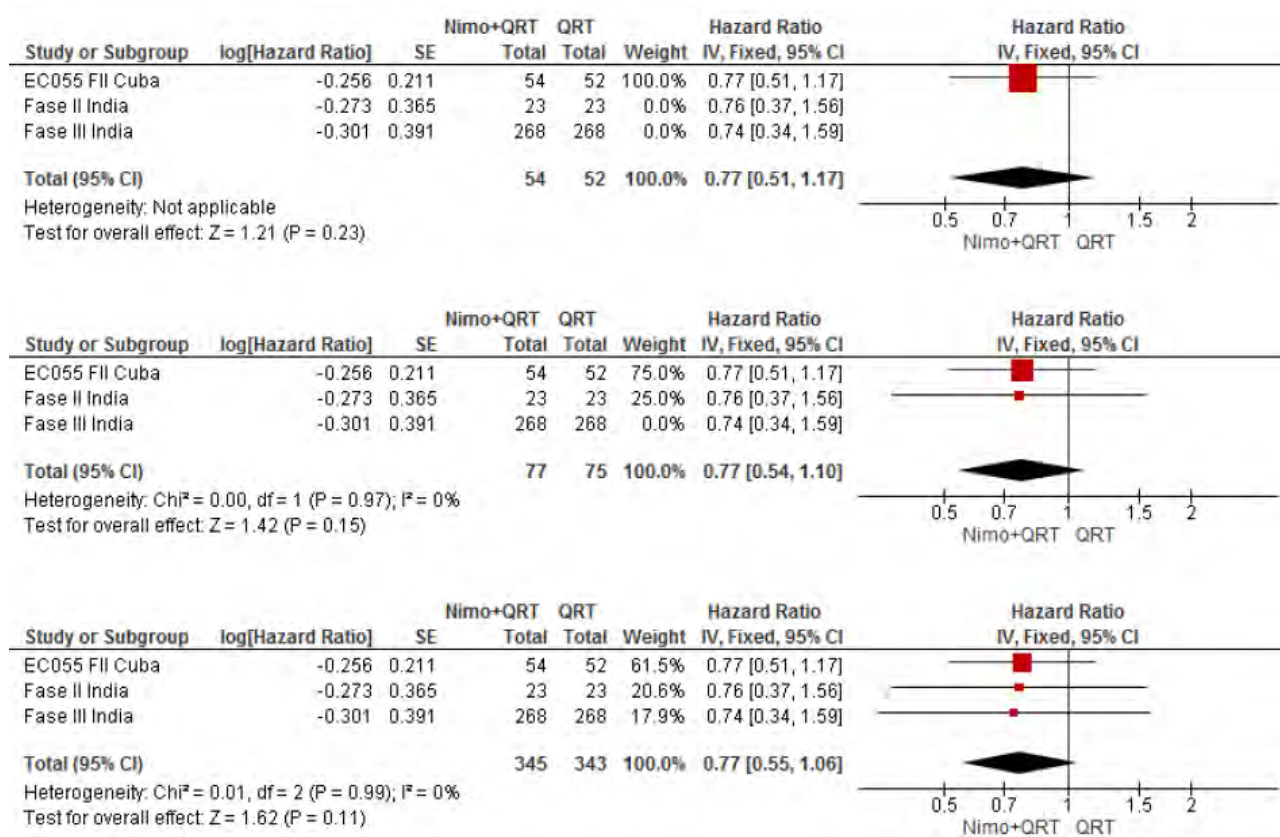 Nimo+QRT QRT Hazard Ratio Hazard Ratio
Study or Subgroup log[Hazard Ratio] SE Total Total Weight IV, Fixed, 95% CI IV, Fixed, 95% CI
EC055 FII Cuba -0.256 0.211 54 52 100.0% 0.77 [0.51, 1.17]
Fase II India -0.273 0.365 23 23 0.0% 0.76 [0.37, 1.56]
Fase III India -0.301 0.391 268 268 0.0% 0.74 [0.34, 1.59]
Total (95% CI) 54 52 100.0% 0.77 [0.51, 1.17]
Heterogeneity: Not applicable
Test for overall effect: Z = 1.21 (P = 0.23)
0.5 0.7 1 1.5 2
Nimo+QRT QRT
Nimo+QRT QRT Hazard Ratio Hazard Ratio
Study or Subgroup log[Hazard Ratio] SE Total Total Weight IV, Fixed, 95% CI IV, Fixed, 95% CI
EC055 FII Cuba -0.256 0.211 54 52 75.0% 0.77 [0.51, 1.17]
Fase II India -0.273 0.365 23 23 25.0% 0.76 [0.37, 1.56]
Fase III India -0.301 0.391 268 268 0.0% 0.74 [0.34, 1.59]
Total (95% CI) 77 75 100.0% 0.77 [0.54, 1.10]
Heterogeneity: Chi² = 0.00, df = 1 (P = 0.97); I² = 0%
Test for overall effect: Z = 1.42 (P = 0.15)
0.5 0.7 1 1.5 2
Nimo+QRT QRT
Nimo+QRT QRT Hazard Ratio Hazard Ratio
Study or Subgroup log[Hazard Ratio] SE Total Total Weight IV, Fixed, 95% CI IV, Fixed, 95% CI
EC055 FII Cuba -0.256 0.211 54 52 61.5% 0.77 [0.51, 1.17]
Fase II India -0.273 0.365 23 23 20.6% 0.76 [0.37, 1.56]
Fase III India -0.301 0.391 268 268 17.9% 0.74 [0.34, 1.59]
Total (95% CI) 345 343 100.0% 0.77 [0.55, 1.06]
Heterogeneity: Chi² = 0.01, df = 2 (P = 0.99); I² = 0%
Test for overall effect: Z = 1.62 (P = 0.11)
0.5 0.7 1 1.5 2
Nimo+QRT QRT